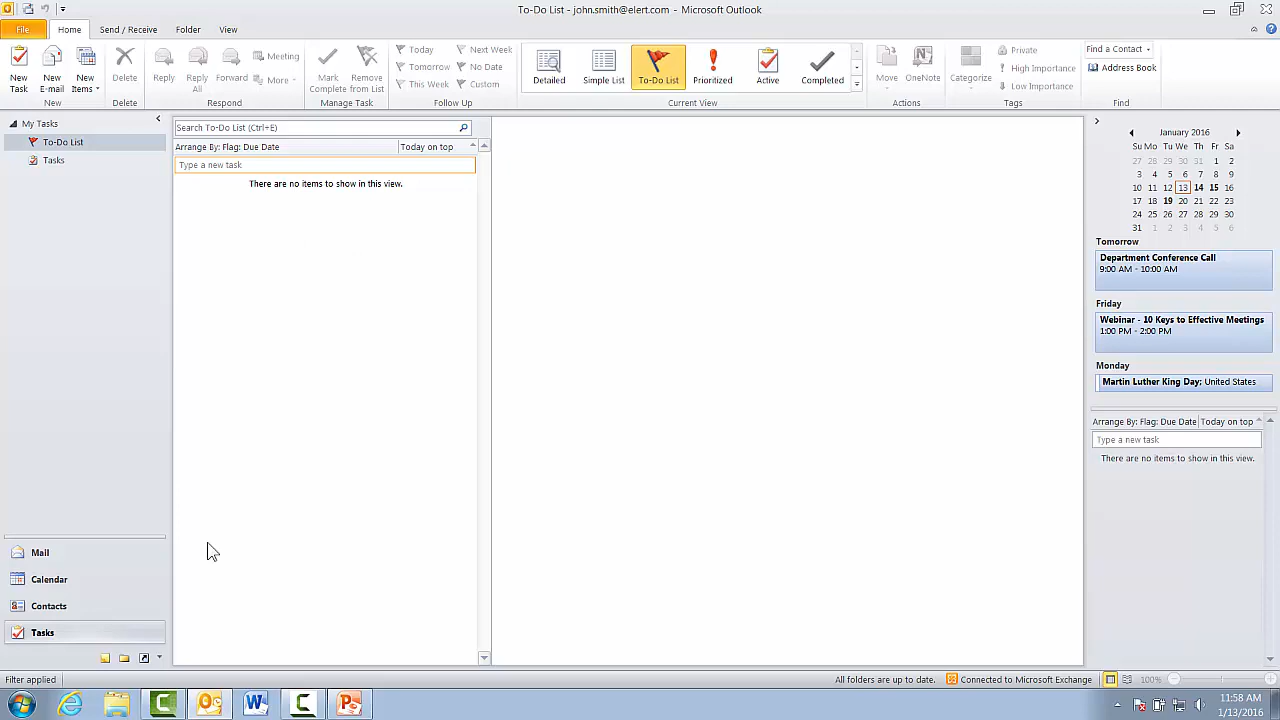 To-Do List - john.smith@elert.com - Microsoft Outlook
File Home Send / Receive Folder View
New Task
New E-mail
New Items
New
Delete
Delete
Reply
Reply All
Forward
Meeting
More
Respond
Mark Complete
Remove from List
Manage Task
Today
Tomorrow
This Week
Next Week
No Date
Custom
Follow Up
Detailed
Simple List
To-Do List
Prioritized
Active
Completed
Current View
Move
OneNote
Actions
Categorize
Private
High Importance
Low Importance
Tags
Find a Contact
Address Book
Find
My Tasks
To-Do List
Tasks
Mail
Calendar
Contacts
Tasks
Search To-Do List (Ctrl+E)
Arrange By: Flag: Due Date Today on top
Type a new task
There are no items to show in this view.
January 2016
Su Mo Tu We Th Fr Sa
27 28 29 30 31 1 2
3 4 5 6 7 8 9
10 11 12 13 14 15 16
17 18 19 20 21 22 23
24 25 26 27 28 29 30
31 1 2 3 4 5 6
Tomorrow
Department Conference Call
9:00 AM - 10:00 AM
Friday
Webinar - 10 Keys to Effective Meetings
1:00 PM - 2:00 PM
Monday
Martin Luther King Day; United States
Arrange By: Flag: Due Date Today on top
Type a new task
There are no items to show in this view.
Filter applied
All folders are up to date.
Connected to Microsoft Exchange
100%
11:58 AM
1/13/2016